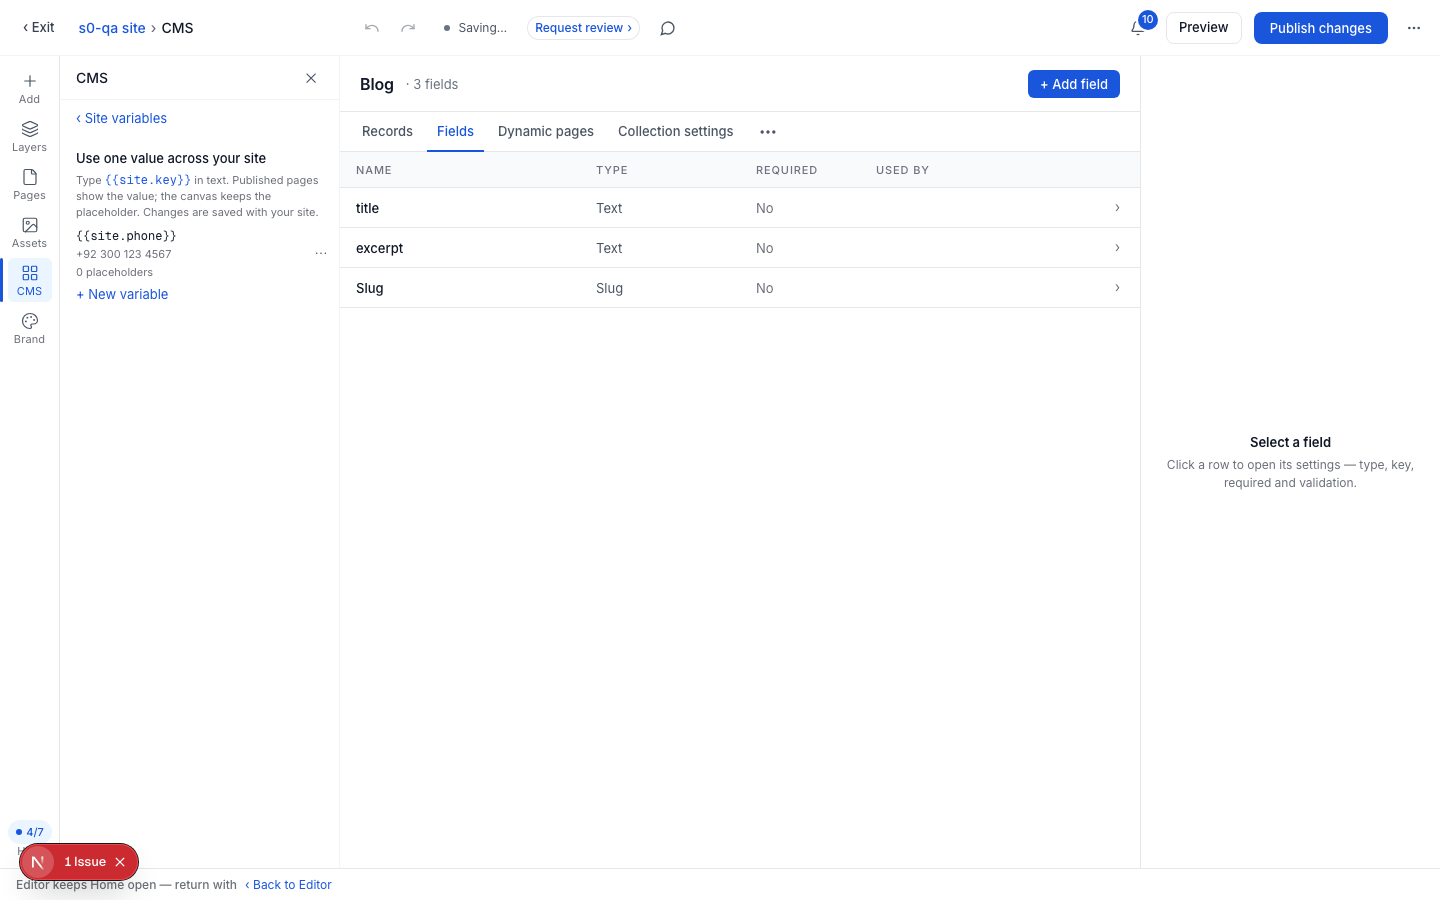 ‹ Exit
s0-qa site › CMS
Saving...
Request review ›
10
Preview
Publish changes
Add
Layers
Pages
Assets
CMS
Brand
4/7
CMS
‹ Site variables
Use one value across your site
Type {{site.key}} in text. Published pages
show the value; the canvas keeps the
placeholder. Changes are saved with your site.
{{site.phone}}
+92 300 123 4567
0 placeholders
+ New variable
Blog · 3 fields
+ Add field
Records Fields Dynamic pages Collection settings
NAME TYPE REQUIRED USED BY
title Text No
excerpt Text No
Slug Slug No
Select a field
Click a row to open its settings — type, key,
required and validation.
N 1 Issue
Editor keeps Home open — return with ‹ Back to Editor